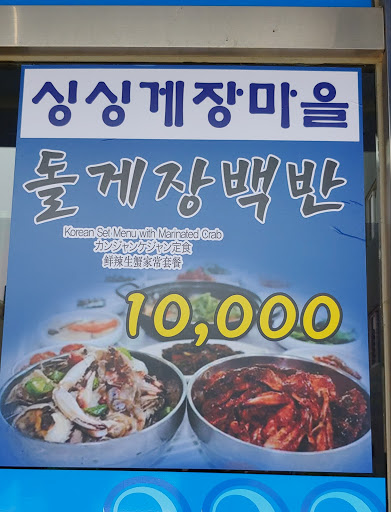 싱싱게장마을
돌게장백반
Korean Set Menu with Marinated Crab
カンジャンケジャン定食
鲜辣生蟹家常套餐
10,000